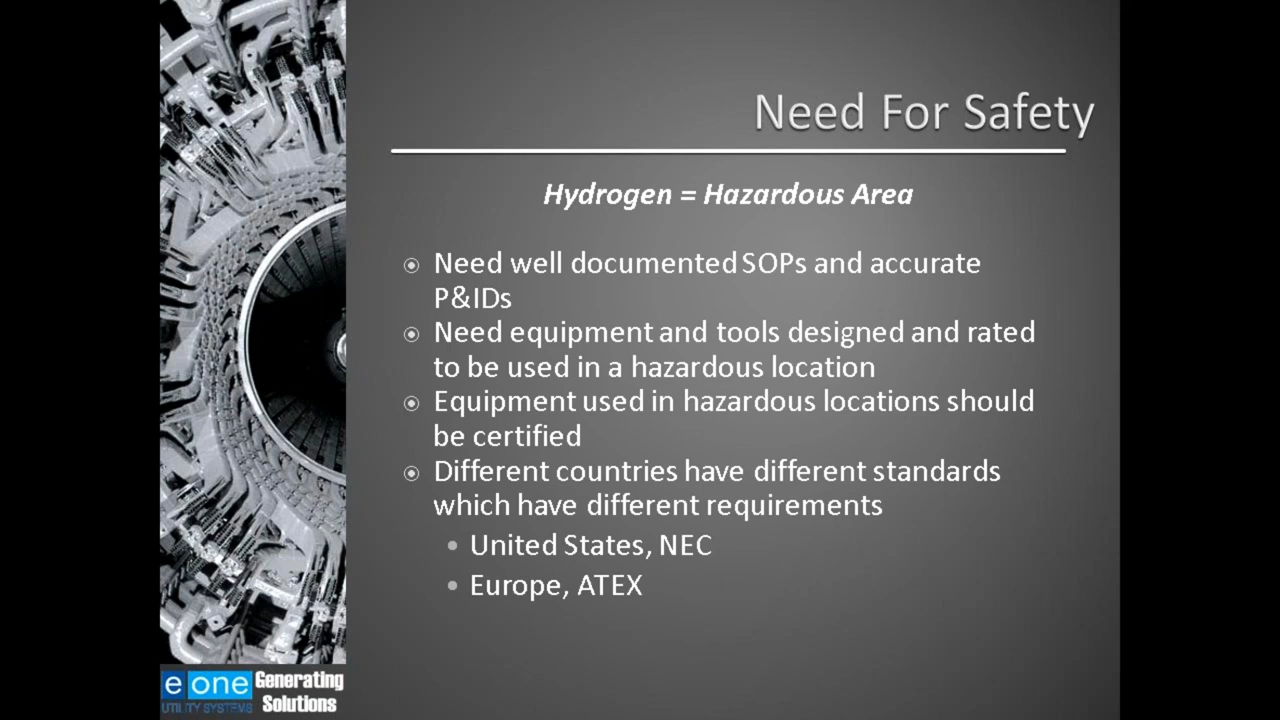 Need For Safety
Hydrogen = Hazardous Area
Need well documented SOPs and accurate
P&IDs
Need equipment and tools designed and rated
to be used in a hazardous location
Equipment used in hazardous locations should
be certified
Different countries have different standards
which have different requirements
United States, NEC
Europe, ATEX
e one
UTILITY SYSTEMS
Generating
Solutions